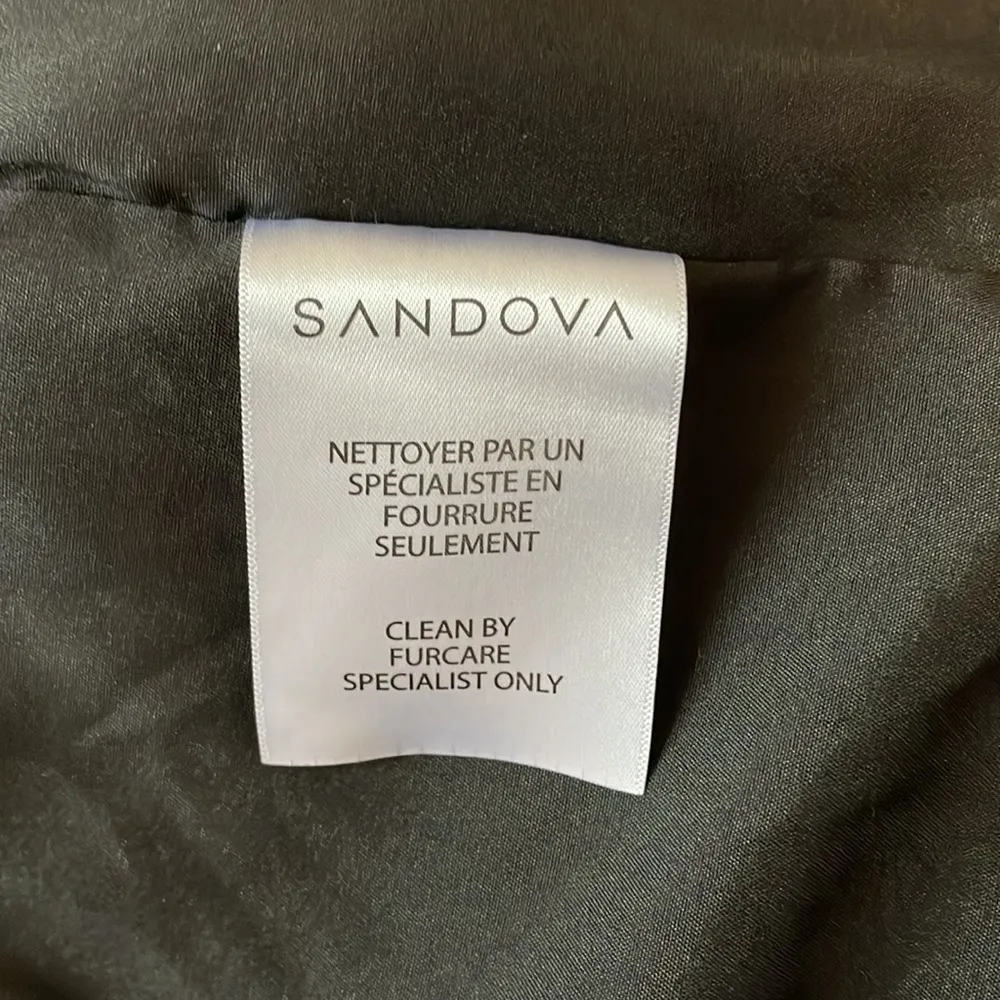 SANDOVA
NETTOYER PAR UN
SPÉCIALISTE EN
FOURRURE
SEULEMENT
CLEAN BY
FURCARE
SPECIALIST ONLY